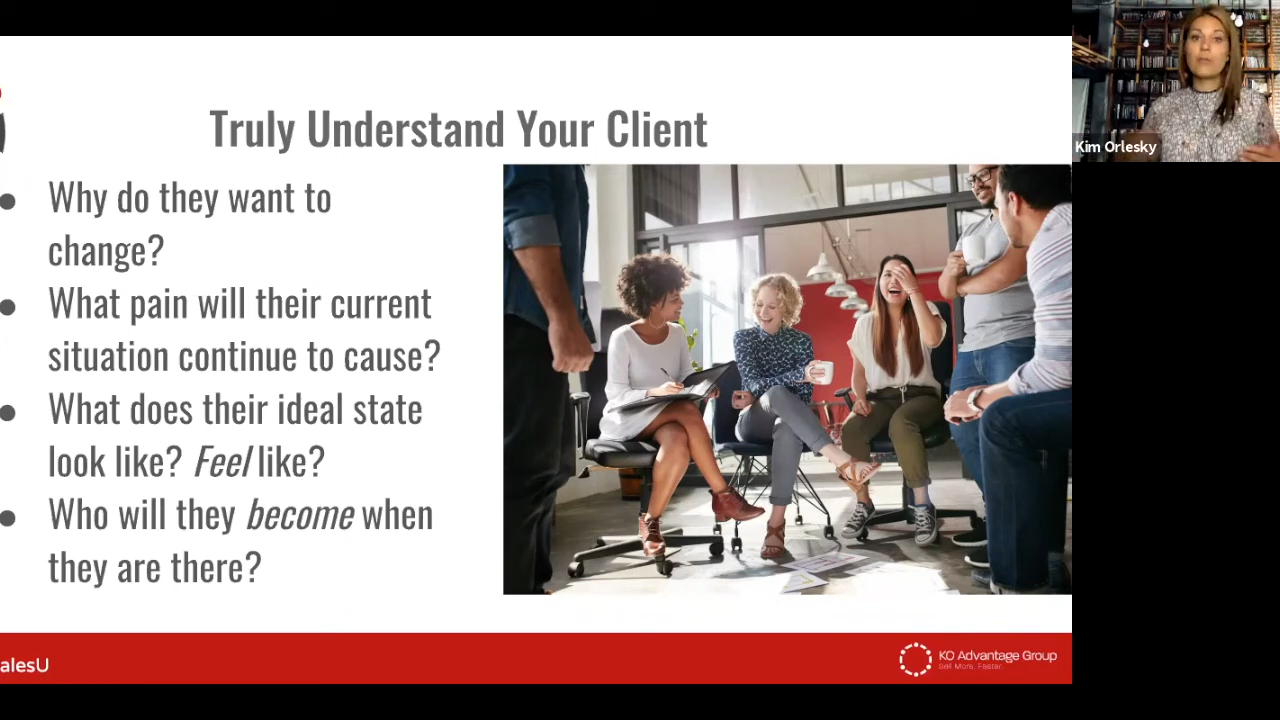 Truly Understand Your Client
Why do they want to
change?
What pain will their current
situation continue to cause?
What does their ideal state
look like? Feel like?
Who will they become when
they are there?
alesU
KO Advantage Group
Sell More. Faster.
Kim Orlesky